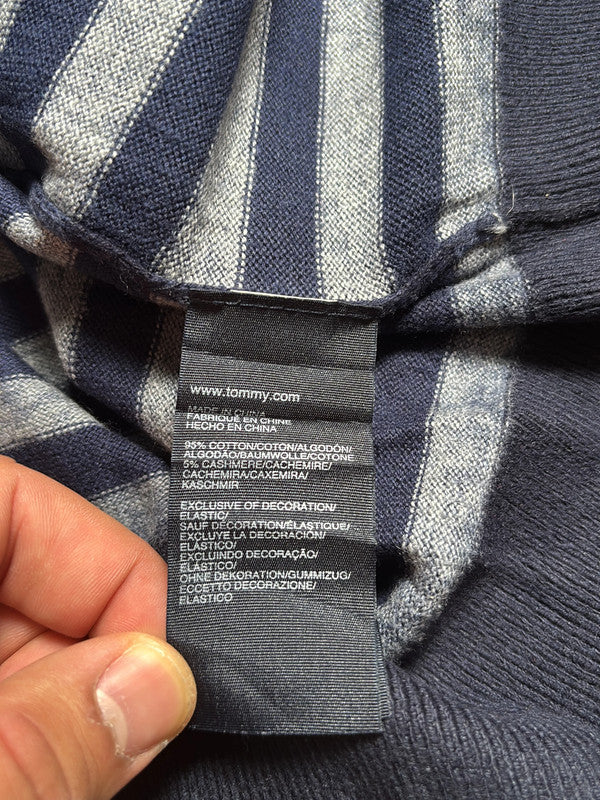 www.tommy.com
MADE IN CHINA
FABRIQUÉ EN CHINE
HECHO EN CHINA
95% COTTON/COTON/ALGODÓN/
ALGODÃO/BAUMWOLLE/COTONE
5% CASHMERE/CACHEMIRE/
CACHEMIRA/CAXEMIRA/
KASCHMIR
EXCLUSIVE OF DECORATION/
ELASTIC/
SAUF DÉCORATION/ÉLASTIQUE/
EXCLUYE LA DECORACIÓN/
ELÁSTICO/
EXCLUINDO DECORAÇÃO/
ELÁSTICO/
OHNE DEKORATION/GUMMIZUG/
ECCETTO DECORAZIONE/
ELASTICO